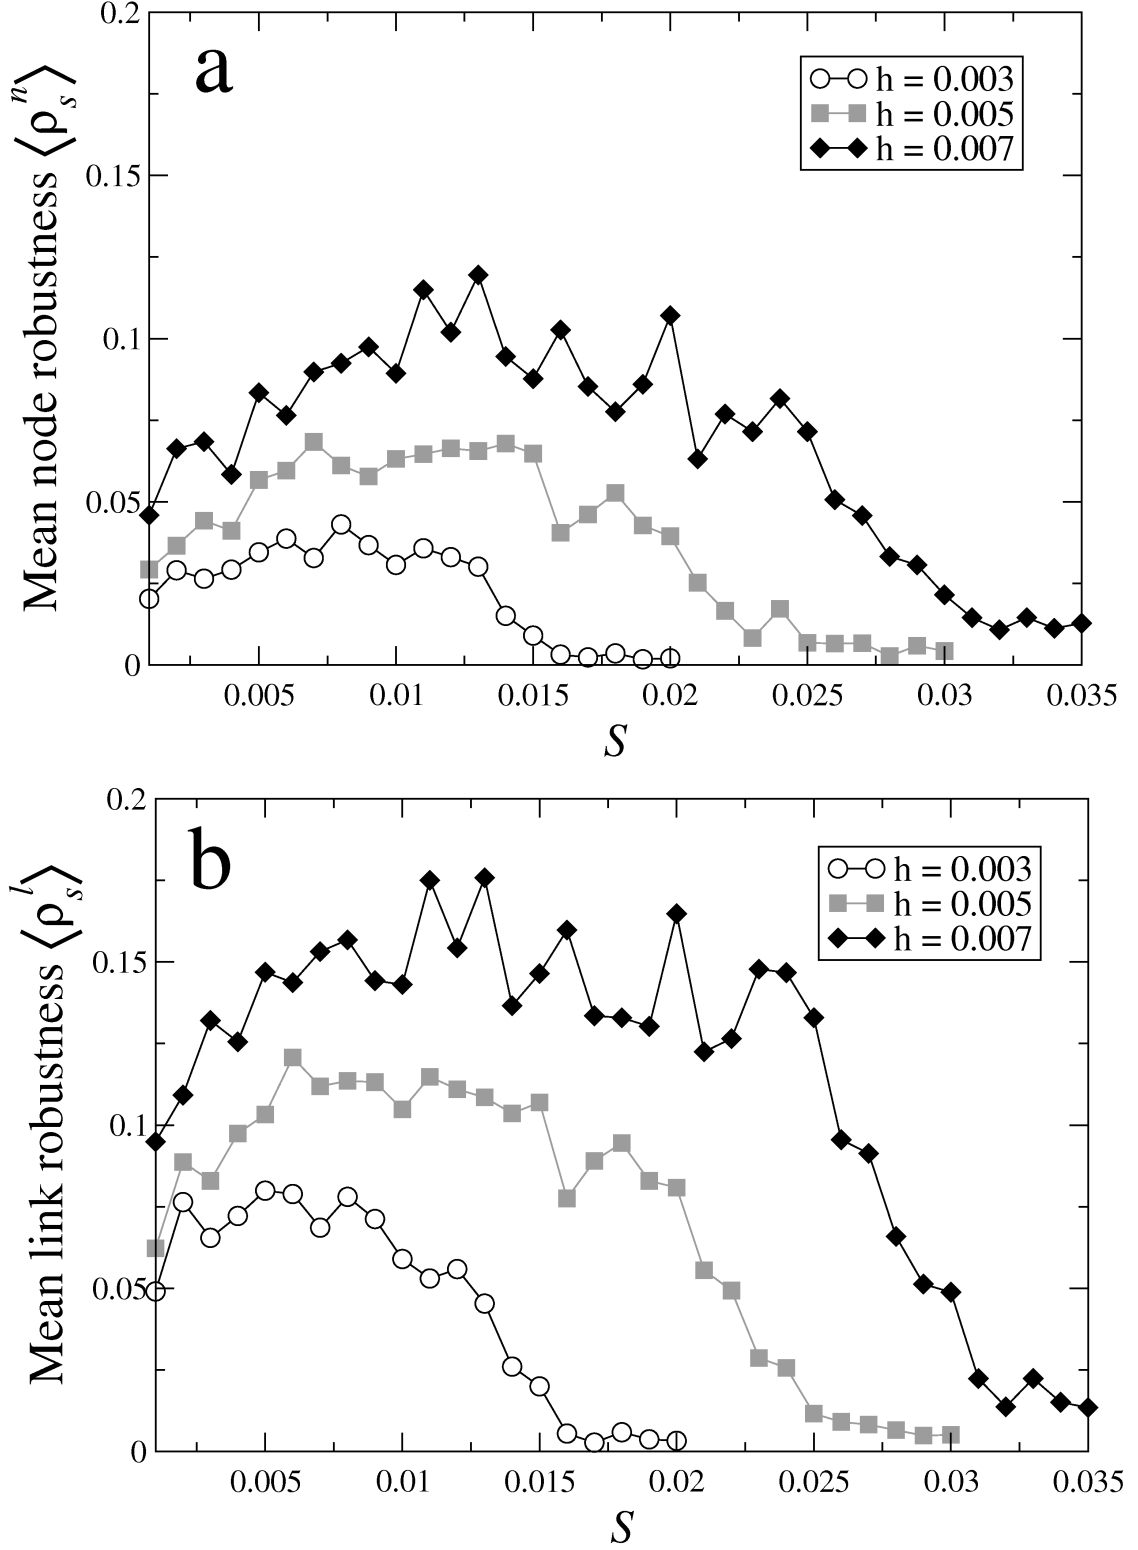 0.2
a
h = 0.003
h = 0.005
h = 0.007
Mean node robustness ⟨ρₛⁿ⟩
0.15
0.1
0.05
0
0.005 0.01 0.015 0.02 0.025 0.03 0.035
S
0.2
b
h = 0.003
h = 0.005
h = 0.007
Mean link robustness ⟨ρₛˡ⟩
0.15
0.1
0.05
0
0.005 0.01 0.015 0.02 0.025 0.03 0.035
S